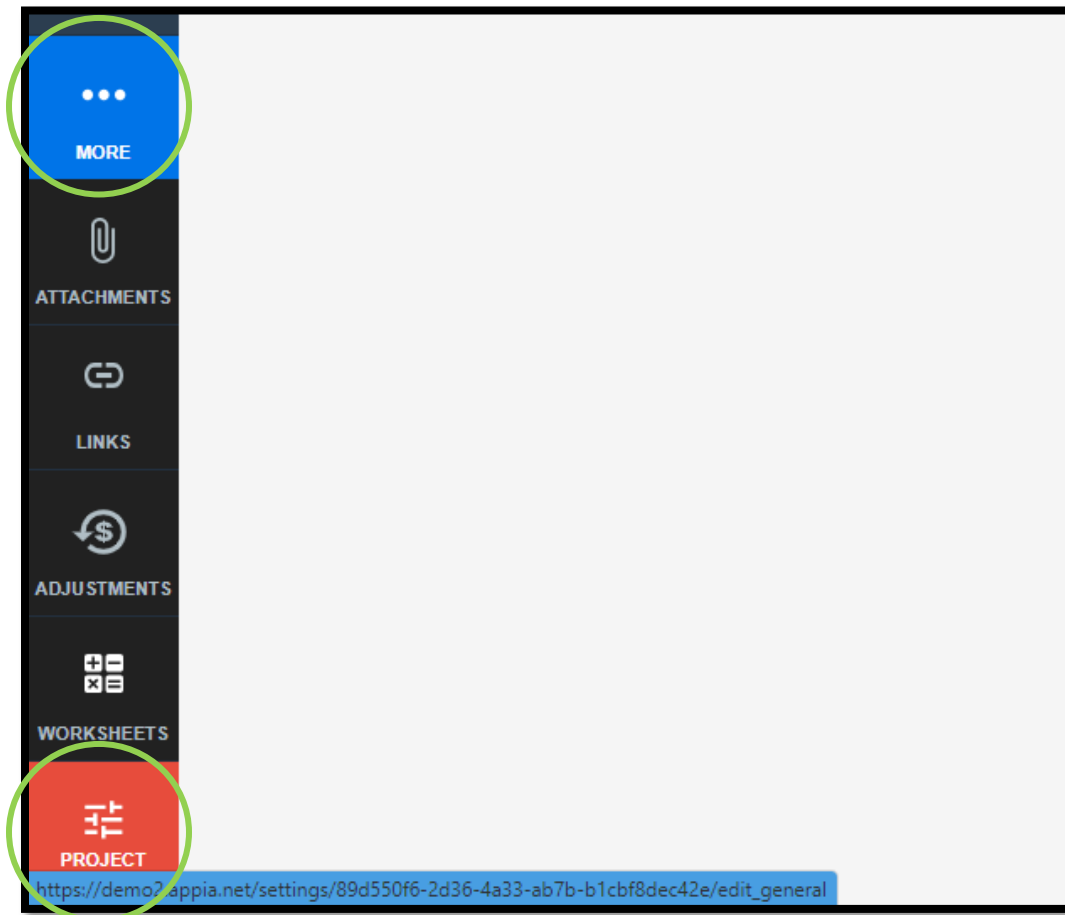 MORE
ATTACHMENTS
LINKS
ADJUSTMENTS
WORKSHEETS
PROJECT
https://demo2.appia.net/settings/89d550f6-2d36-4a33-ab7b-b1cbf8dec42e/edit_general